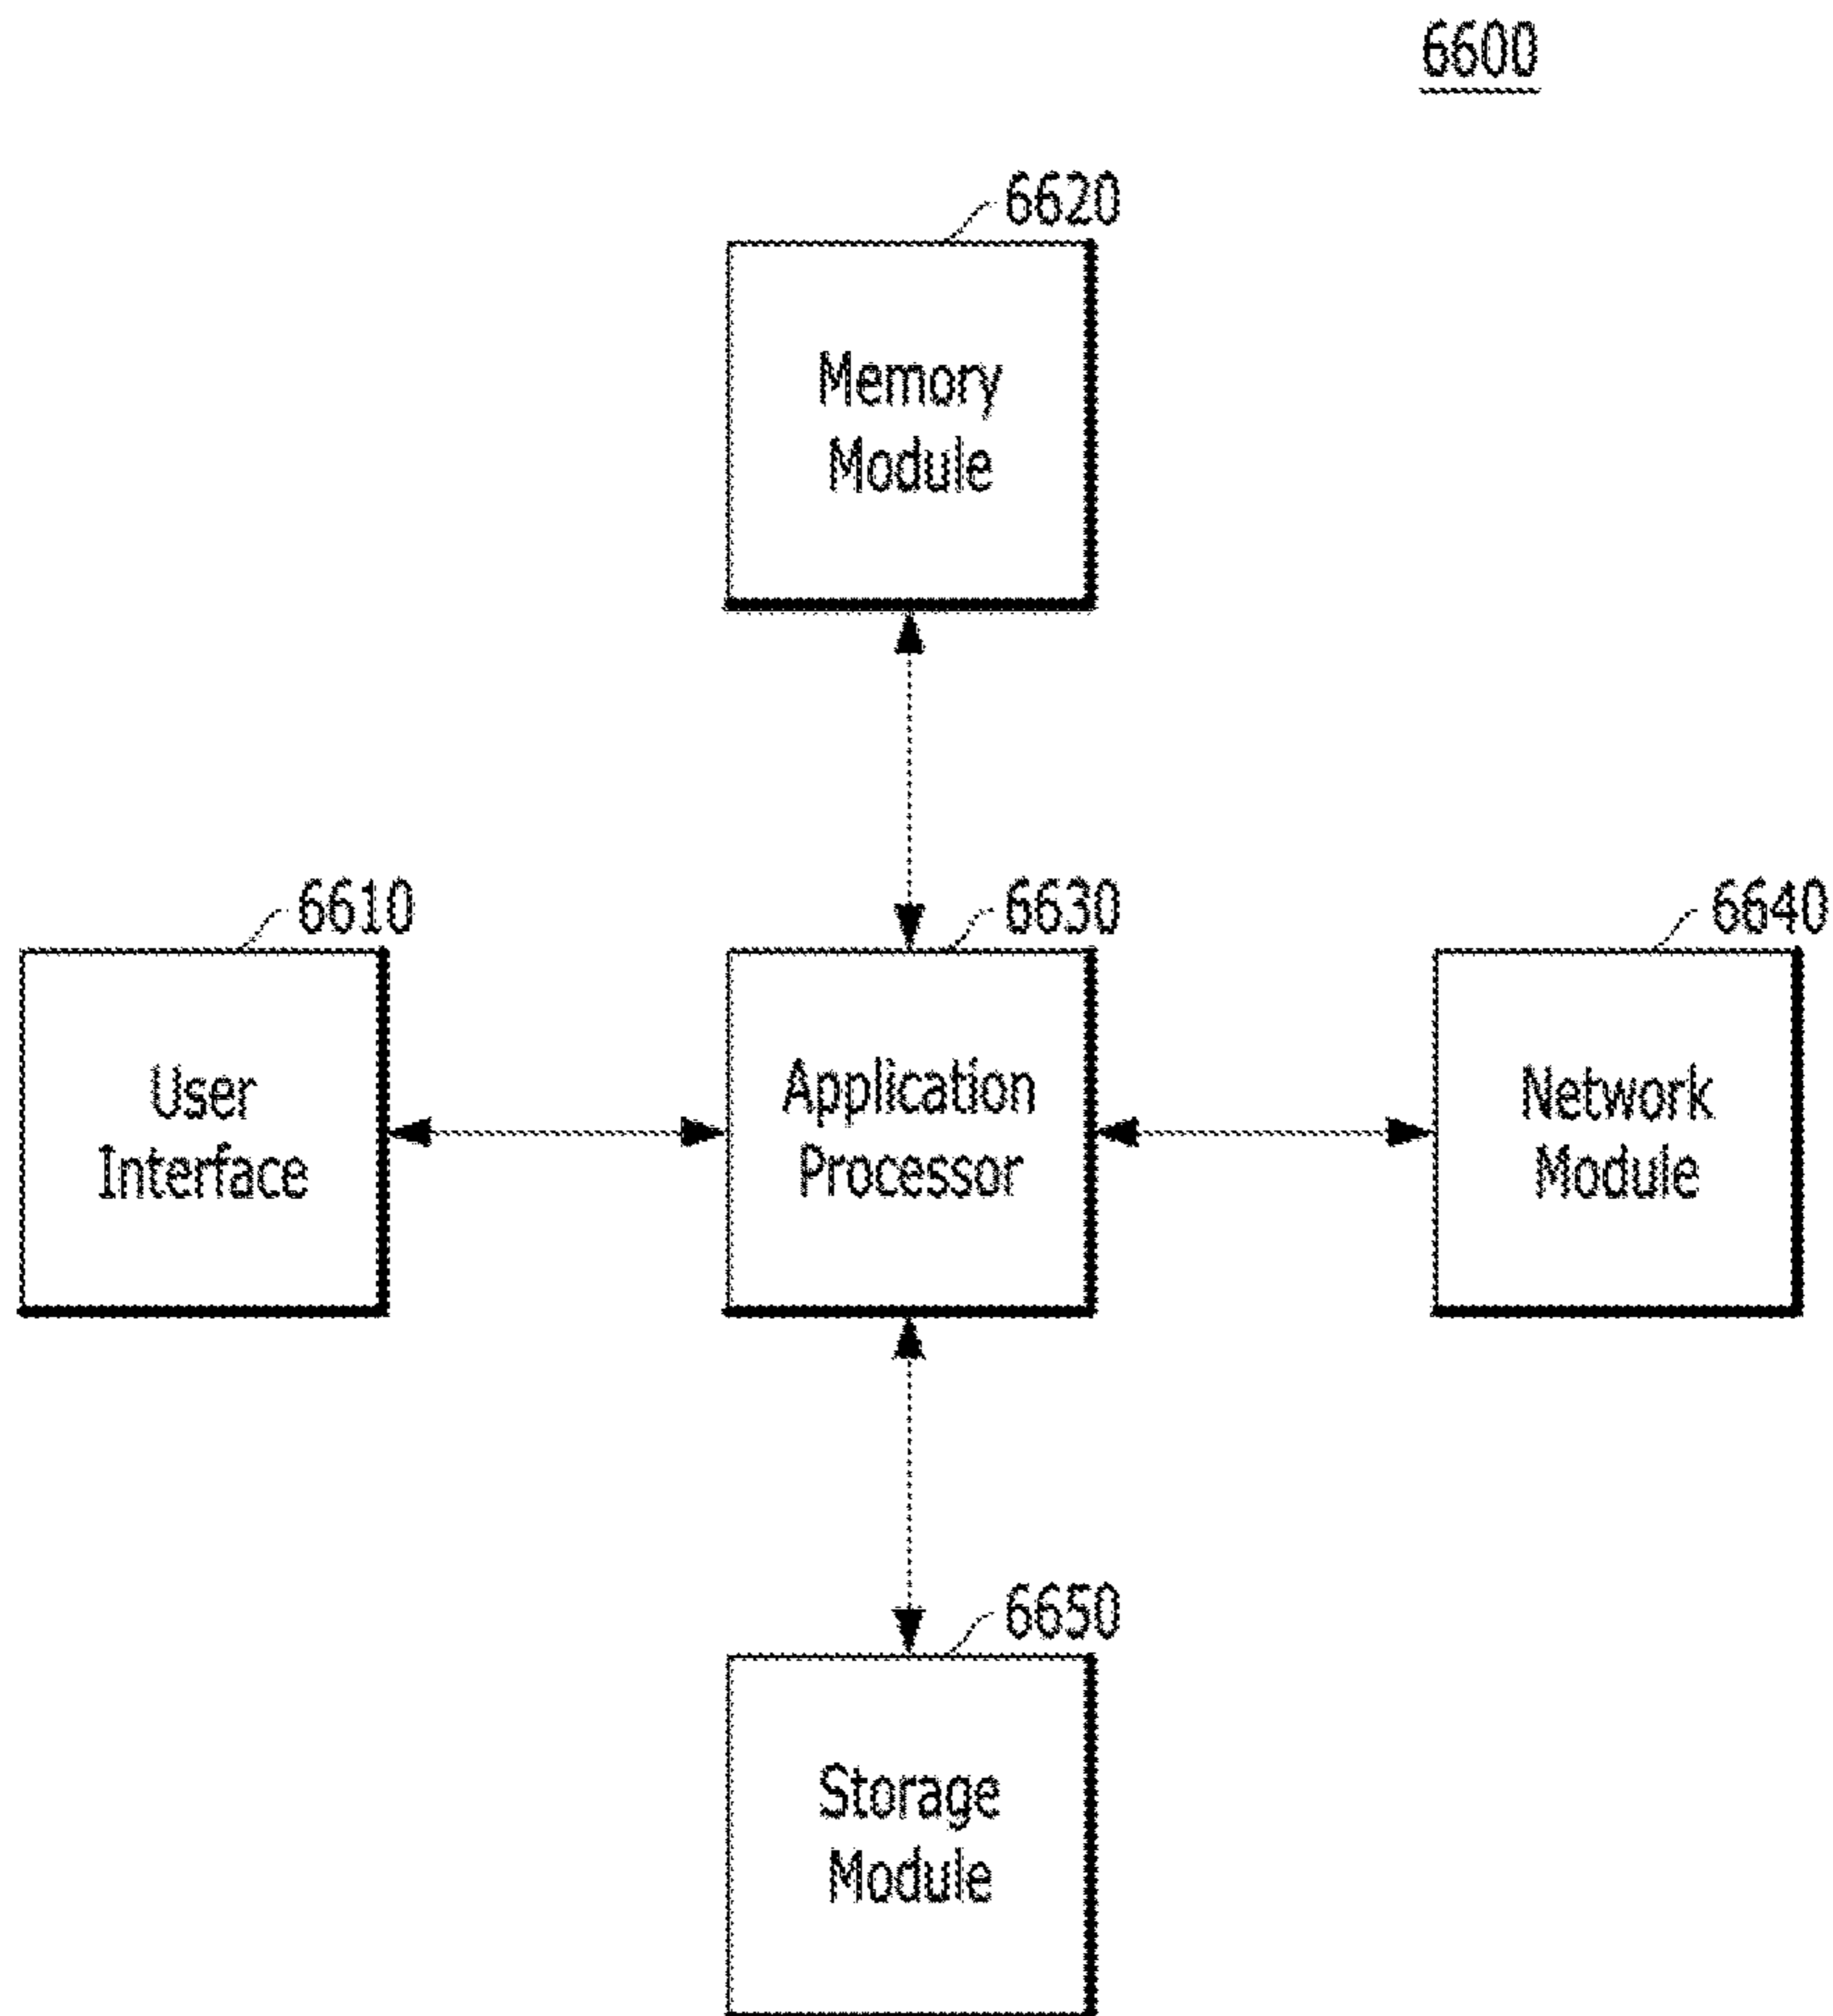 6600
6620
Memory
Module
6610
User
Interface
6630
Application
Processor
6640
Network
Module
6650
Storage
Module